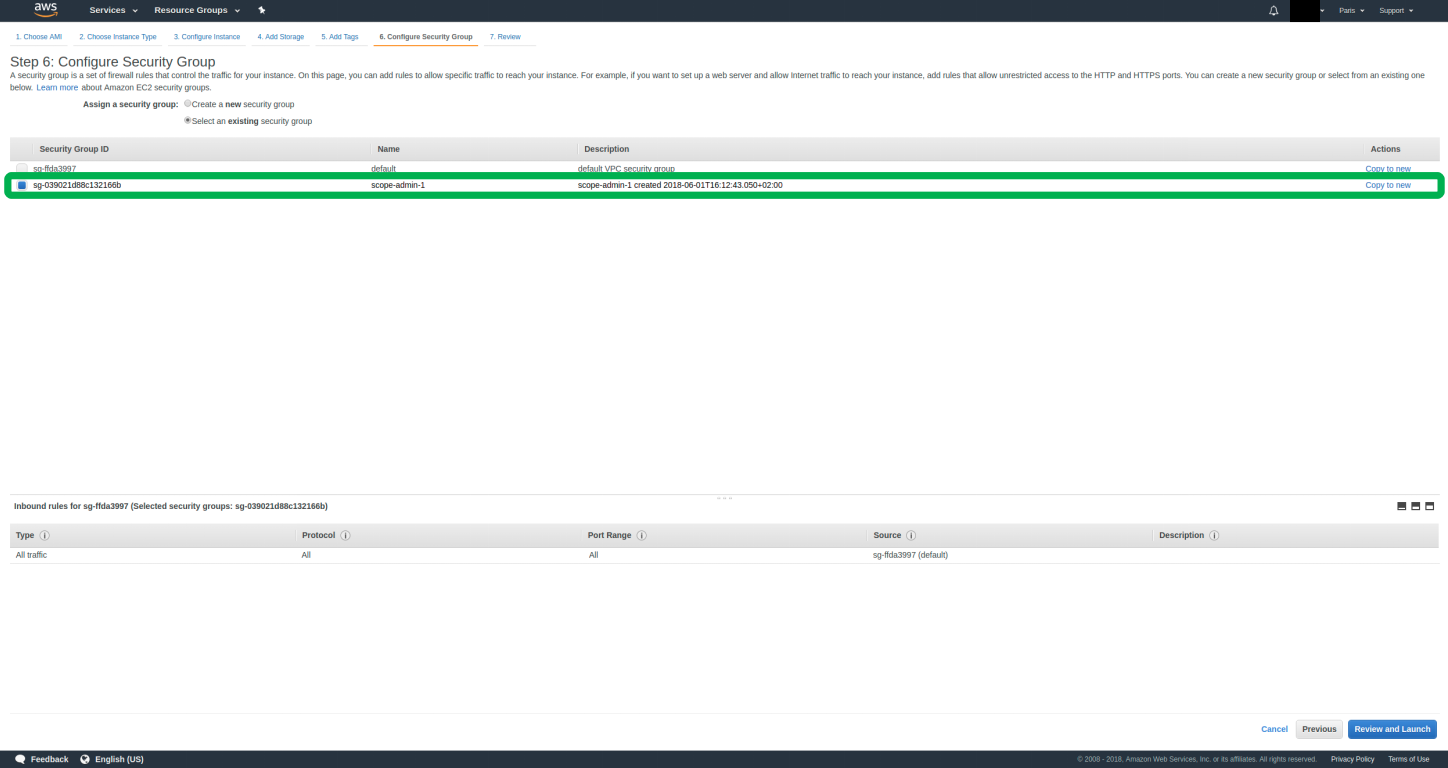 aws Services Resource Groups Paris Support
1. Choose AMI 2. Choose Instance Type 3. Configure Instance 4. Add Storage 5. Add Tags 6. Configure Security Group 7. Review
Step 6: Configure Security Group
A security group is a set of firewall rules that control the traffic for your instance. On this page, you can add rules to allow specific traffic to reach your instance. For example, if you want to set up a web server and allow Internet traffic to reach your instance, add rules that allow unrestricted access to the HTTP and HTTPS ports. You can create a new security group or select from an existing one
below. Learn more about Amazon EC2 security groups.
Assign a security group: Create a new security group
Select an existing security group
Security Group ID Name Description Actions
sg-ffda3997 default default VPC security group Copy to new
sg-039021d88c132166b scope-admin-1 scope-admin-1 created 2018-06-01T16:12:43.050+02:00 Copy to new
Inbound rules for sg-ffda3997 (Selected security groups: sg-039021d88c132166b)
Type i Protocol i Port Range i Source i Description i
All traffic All All sg-ffda3997 (default)
Cancel Previous Review and Launch
Feedback English (US) © 2008 - 2018, Amazon Web Services, Inc. or its affiliates. All rights reserved. Privacy Policy Terms of Use